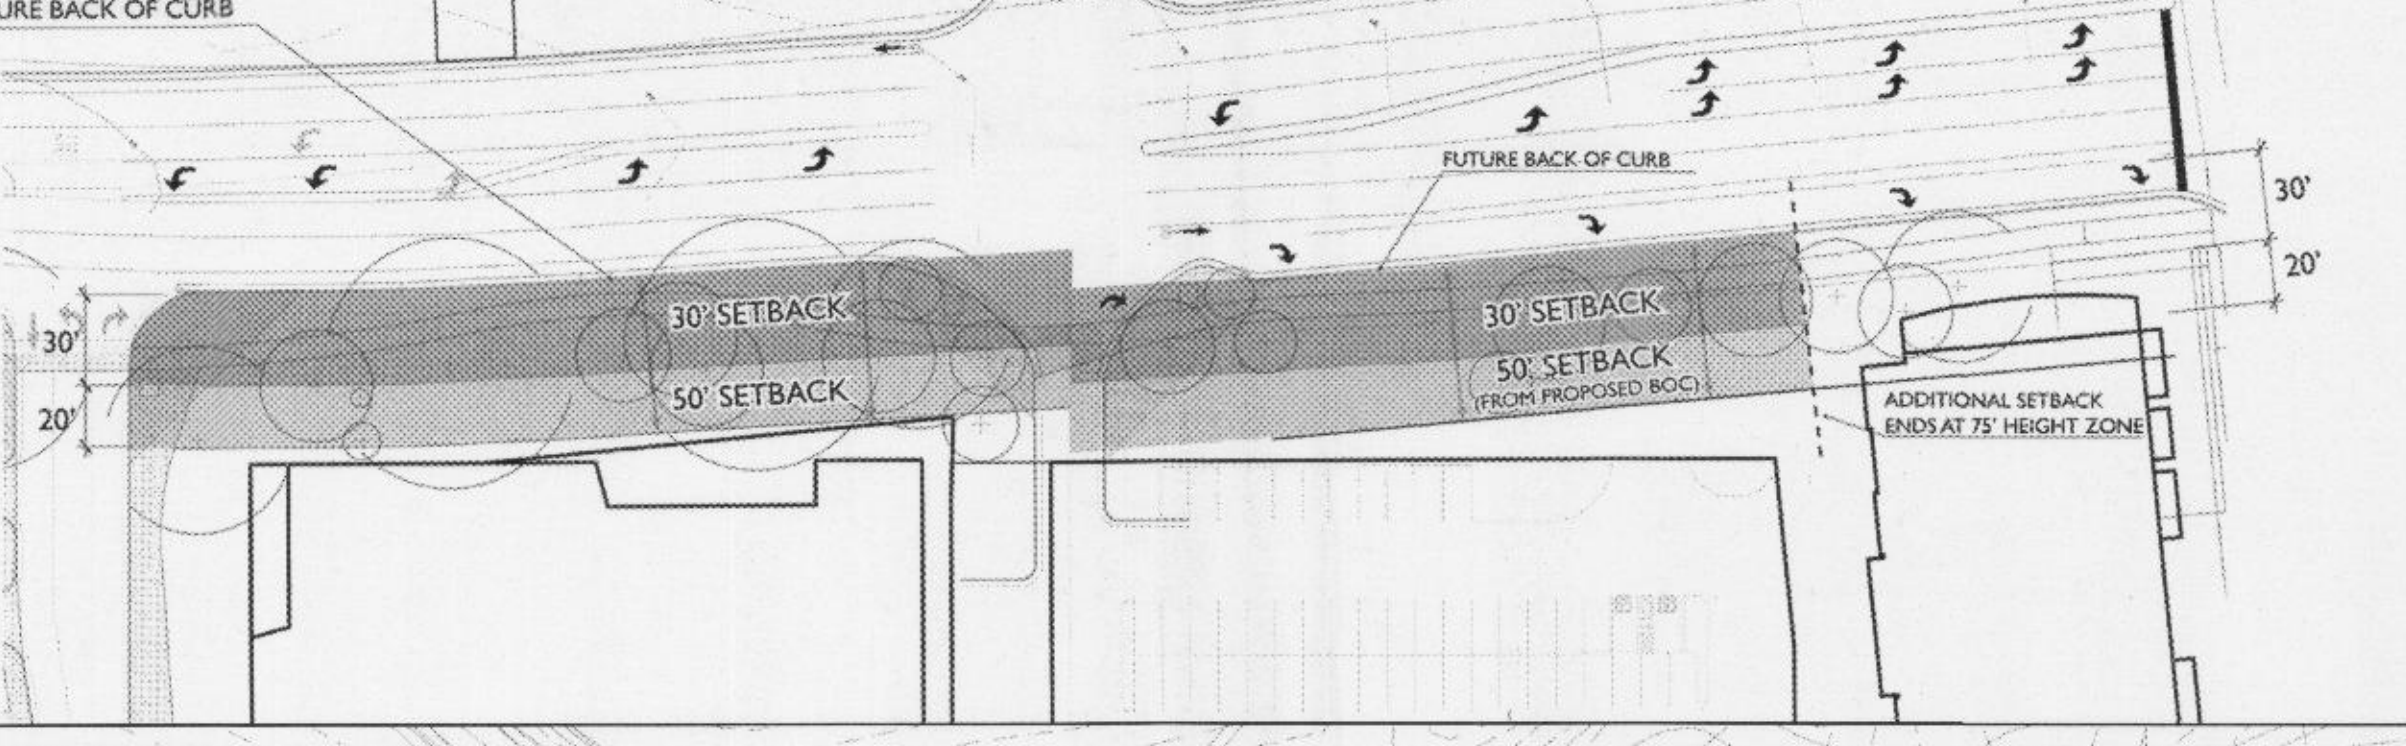 URE BACK OF CURB
FUTURE BACK OF CURB
30'
20'
30' SETBACK
50' SETBACK
30'
20'
30' SETBACK
50' SETBACK
(FROM PROPOSED BOC)
ADDITIONAL SETBACK
ENDS AT 75' HEIGHT ZONE